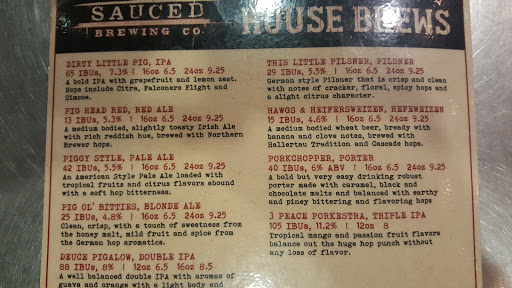 SAUCED
BREWING CO.
HOUSE BREWS
DIRTY LITTLE PIG, IPA
65 IBUs, 7.3% | 16oz 6.5 24oz 9.25
A bold IPA with grapefruit and lemon zest.
Hops include Citra, Falconers Flight and
Simcoe.
PIG HEAD RED, RED ALE
13 IBUs, 5.3% | 16oz 6.5 24oz 9.25
A medium bodied, slightly toasty Irish Ale
with rich reddish hue, brewed with Northern
Brewer hops.
PIGGY STYLE, PALE ALE
42 IBUs, 5.5% | 16oz 6.5 24oz 9.25
An American Style Pale Ale loaded with
tropical fruits and citrus flavors abound
with a soft hop bitterness.
PIG OL' BITTIES, BLONDE ALE
25 IBUs, 4.8% | 16oz 6.5 24oz 9.25
Clean, crisp, with a touch of sweetness from
the honey malt, mild fruit and spice from
the German hop aromatics.
DEUCE PIGALOW, DOUBLE IPA
88 IBUs, 8% | 12oz 6.5 16oz 8.5
A well balanced double IPA with aromas of
guava and orange with a light body and
THIS LITTLE PILSNER, PILSNER
29 IBUs, 5.5% | 16oz 6.5 24oz 9.25
German style Pilsner that is crisp and clean
with notes of cracker, floral, spicy hops and
a slight citrus character.
HAWGS & HEIFERSWEIZEN, HEFEWEIZEN
15 IBUs, 4.6% | 16oz 6.5 24oz 9.25
A medium bodied wheat beer, bready with
banana and clove notes, brewed with
Hallertau Tradition and Cascade hops.
PORKCHOPPER, PORTER
40 IBUs, 6% ABV | 16oz 6.5 24oz 9.25
A bold but very easy drinking robust
porter made with caramel, black and
chocolate malts and balanced with earthy
and piney bittering and flavoring hops
3 PEACE PORKESTRA, TRIPLE IPA
105 IBUs, 11.2% | 12oz 8
Tropical mango and passion fruit flavors
balance out the huge hop punch without
any loss of flavor.